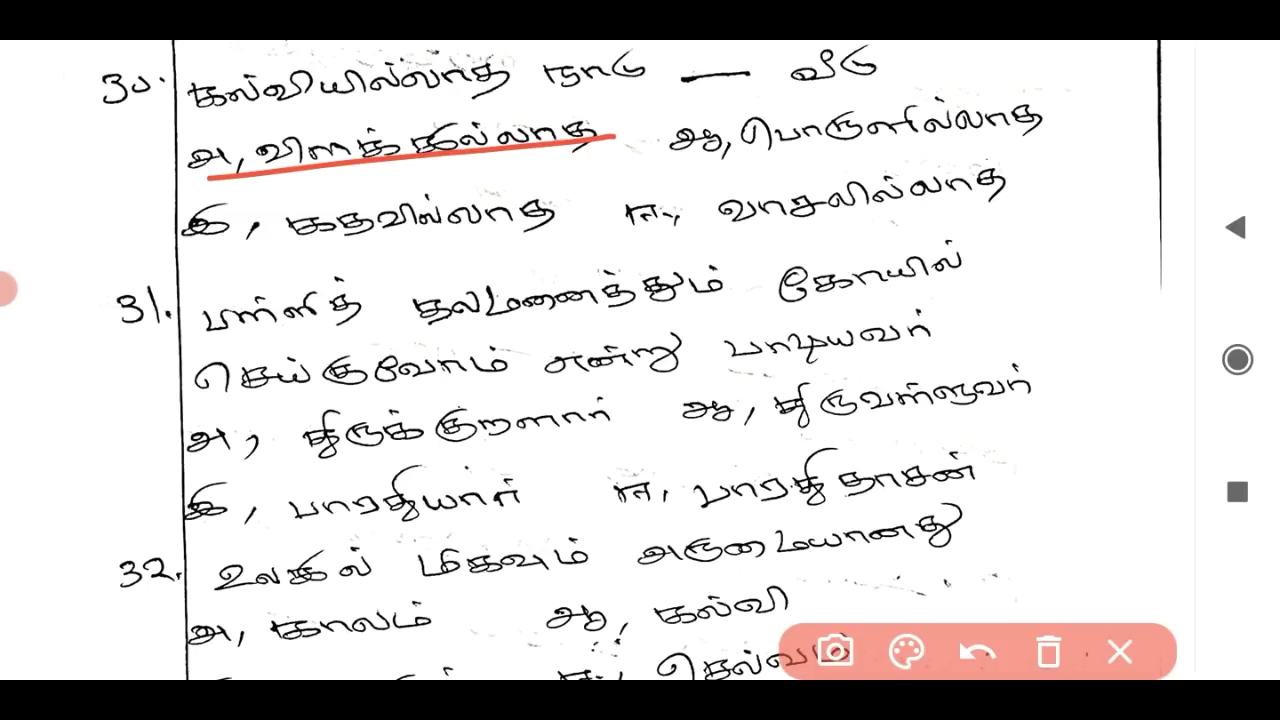 30. கல்வியில்லாத நாடு — வீடு
அ, விளக்கில்லாத ஆ, பொருளில்லாத
இ, கதவில்லாத ஈ, வாசலில்லாத
31. பள்ளித் தலமனைத்தும் கோயில்
செய்குவோம் என்று பாடியவர்
அ, திருக்குறளார் ஆ, திருவள்ளுவர்
இ, பாரதியார் ஈ, பாரதிதாசன்
32. உலகில் மிகவும் அருமையானது
அ, காலம் ஆ, கல்வி
ஈ, செல்வம்